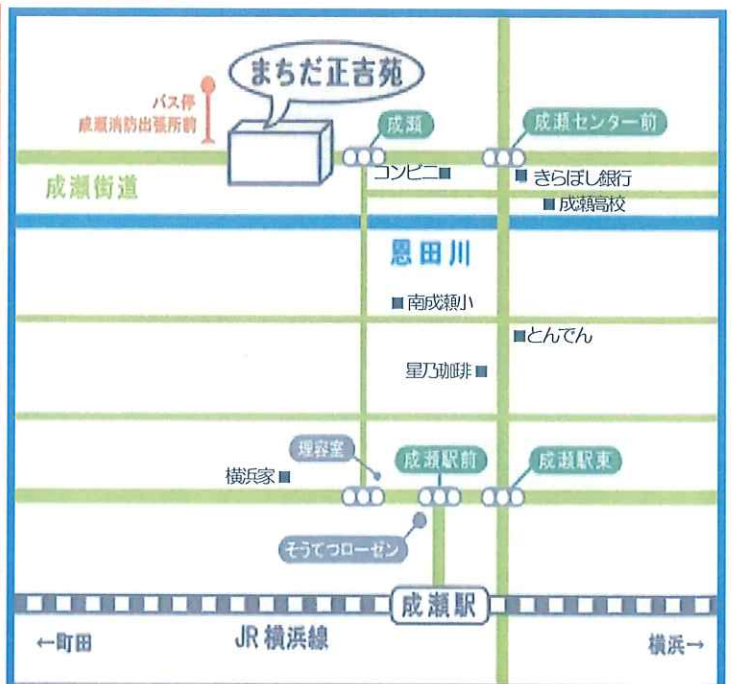 まちだ正吉苑
バス停
成瀬消防出張所前
成瀬
成瀬センター前
コンビニ■
■ きらぼし銀行
成瀬街道
■ 成瀬高校
恩田川
■ 南成瀬小
■とんでん
星乃珈琲 ■
理容室
成瀬駅前
成瀬駅東
横浜家 ■
そうてつローゼン
成瀬駅
←町田
JR 横浜線
横浜→